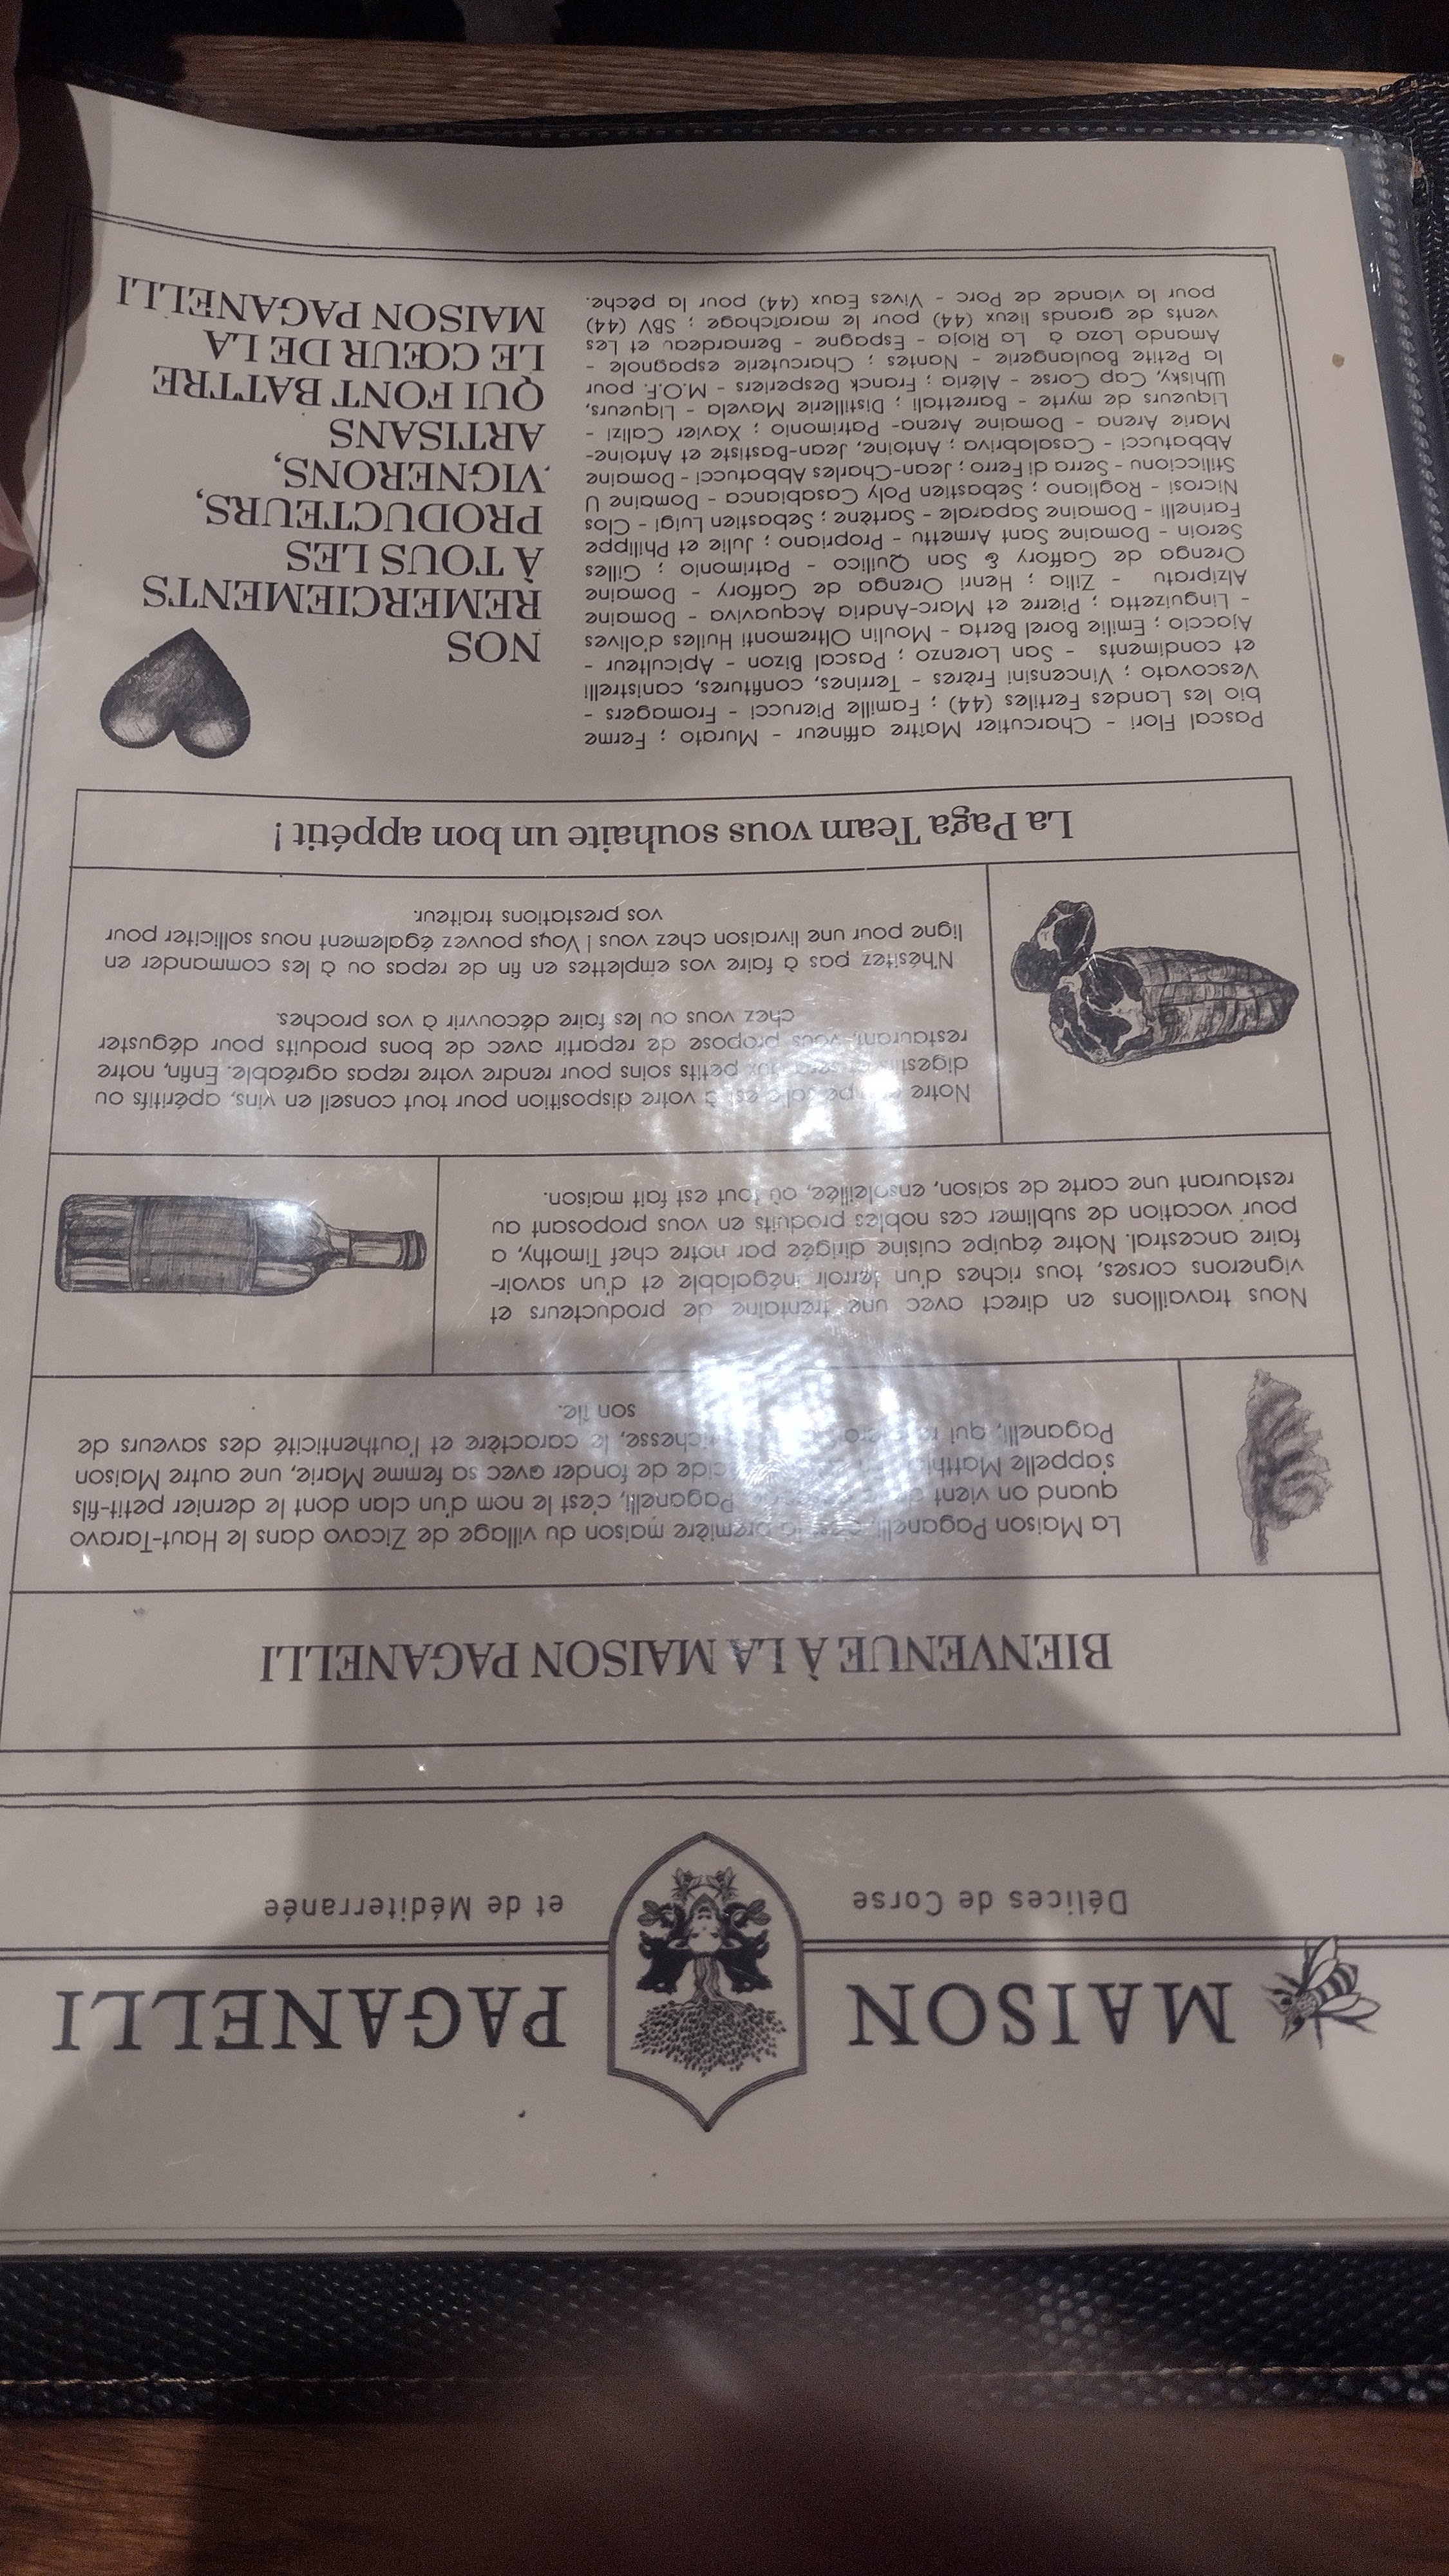 MAISON PAGANELLI
Délices de Corse et de Méditerranée
BIENVENUE À LA MAISON PAGANELLI
La Maison Paganelli, première maison du village de Zicavo dans le Haut-Taravo
quand on vient Paganelli, c'est le nom d'un clan dont le dernier petit-fils
s'appelle de fonder avec sa femme Marie, une autre Maison
Paganelli, qui le caractère et l'authenticité des saveurs de
son île.
Nous travaillons en direct avec une trentaine de producteurs et
vignerons corses, tous riches d'un terroir inégalable et d'un savoir-
faire ancestral. Notre équipe cuisine dirigée par notre chef Timothy, a
pour vocation de sublimer ces nobles produits en vous proposant au
restaurant une carte de saison, ensoleillée, où tout est fait maison.
Notre est à votre disposition pour tout conseil en vins, apéritifs ou
petits soins pour rendre votre repas agréable. Enfin, notre
restaurant, vous propose de repartir avec de bons produits pour déguster
chez vous ou les faire découvrir à vos proches.
N'hésitez pas à faire vos emplettes en fin de repas ou à les commander en
ligne pour une livraison chez vous ! Vous pouvez également nous solliciter pour
vos prestations traiteur.
La Paga Team vous souhaite un bon appétit !
Pascal Flori - Charcutier Maître affineur - Murato ; Ferme
bio les Landes Fertiles (44) ; Famille Pierucci - Fromagers -
Vescovato ; Vincensini Frères - Terrines, confitures, canistrelli
et condiments - San Lorenzo ; Pascal Bizon - Apiculteur -
Ajaccio ; Emilie Borel Berta - Moulin Oltremonti Huiles d'olives
- Linguizetta ; Pierre et Marc-Andria Acquaviva - Domaine
Alzipratu - Zilia ; Henri Orenga de Gaffory - Domaine
Orenga de Gaffory & San Quilico - Patrimonio ; Gilles
Seroin - Domaine Sant Armettu - Propriano ; Julie et Philippe
Farinelli - Domaine Saparale - Sartène ; Sebastien Luigi - Clos
Nicrosi - Rogliano ; Sebastien Poly Casabianca - Domaine U
Stiliccionu - Serra di Ferro ; Jean-Charles Abbatucci - Domaine
Abbatucci - Casalabriva ; Antoine, Jean-Bastiste et Antoine-
Marie Arena - Domaine Arena- Patrimonio ; Xavier Calizi -
Liqueurs de myrte - Barrettali ; Distillerie Mavela - Liqueurs,
Whisky, Cap Corse - Aléria ; Franck Desperiers - M.O.F. pour
la Petite Boulangerie - Nantes ; Charcuterie espagnole -
Amando Loza à La Rioja - Espagne - Bernardeau et Les
vents de grands lieux (44) pour le maraîchage ; SBV (44)
pour la viande de Porc - Vives Eaux (44) pour la pêche.
NOS
REMERCIEMENTS
À TOUS LES
PRODUCTEURS,
VIGNERONS,
ARTISANS
QUI FONT BATTRE
LE CŒUR DE LA
MAISON PAGANELLI